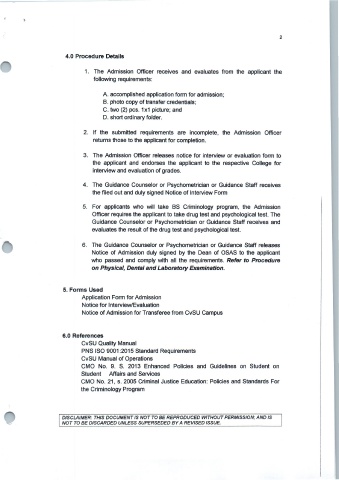 2
4.0 Procedure Details
1. The Admission Officer receives and evaluates from the applicant the
following requirements:
A. accomplished application form for admission;
B. photo copy of transfer credentials;
C. two (2) pcs. 1x1 picture; and
D. short ordinary folder.
2. If the submitted requirements are incomplete, the Admission Officer
returns those to the applicant for completion.
3. The Admission Officer releases notice for interview or evaluation form to
the applicant and endorses the applicant to the respective College for
interview and evaluation of grades.
4. The Guidance Counselor or Psychometrician or Guidance Staff receives
the filed out and duly signed Notice of Interview Form
5. For applicants who will take BS Criminology program, the Admission
Officer requires the applicant to take drug test and psychological test. The
Guidance Counselor or Psychometrician or Guidance Staff receives and
evaluates the result of the drug test and psychological test.
6. The Guidance Counselor or Psychometrician or Guidance Staff releases
Notice of Admission duly signed by the Dean of OSAS to the applicant
who passed and comply with all the requirements. Refer to Procedure
on Physical, Dental and Laboratory Examination.
5. Forms Used
Application Form for Admission
Notice for Interview/Evaluation
Notice of Admission for Transferee from CvSU Campus
6.0 References
CvSU Quality Manual
PNS ISO 9001:2015 Standard Requirements
CvSU Manual of Operations
CMO No. 9. S. 2013 Enhanced Policies and Guidelines on Student on
Student Affairs and Services
CMO No. 21, s. 2005 Criminal Justice Education: Policies and Standards For
the Criminology Program
DISCLAIMER: THIS DOCUMENT IS NOT TO BE REPRODUCED WITHOUT PERMISSION; AND IS
NOT TO BE DISCARDED UNLESS SUPERSEDED BY A REVISED ISSUE.